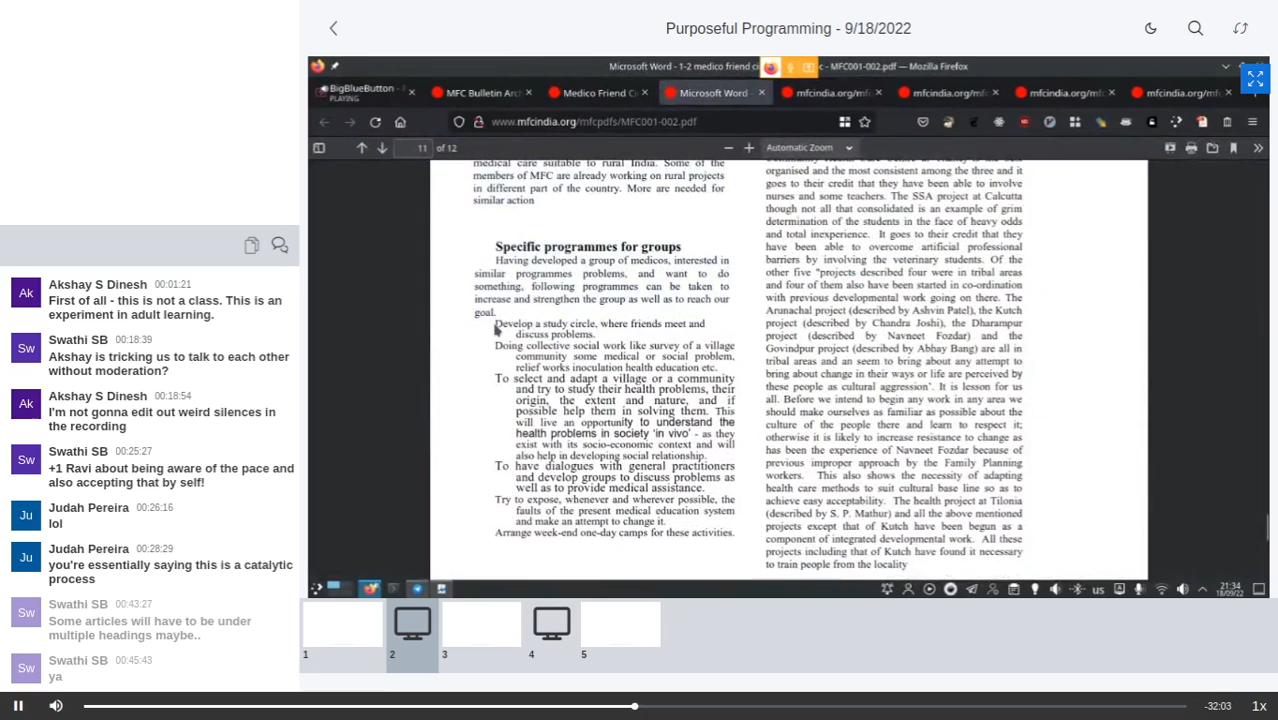 Purposeful Programming - 9/18/2022
Microsoft Word - 1-2 medico friend ci
c - MFC001-002.pdf — Mozilla Firefox
BigBlueButton -
PLAYING
MFC Bulletin Arc
Medico Friend Ci
Microsoft Word -
mfcindia.org/mf
mfcindia.org/mf
mfcindia.org/mf
mfcindia.org/mf
www.mfcindia.org/mfcpdfs/MFC001-002.pdf
11 of 12
Automatic Zoom
medical care suitable to rural India. Some of the
members of MFC are already working on rural projects
in different part of the country. More are needed for
similar action
Specific programmes for groups
Having developed a group of medicos, interested in
similar programmes problems, and want to do
something, following programmes can be taken to
increase and strengthen the group as well as to reach our
goal.
Develop a study circle, where friends meet and
discuss problems.
Doing collective social work like survey of a village
community some medical or social problem,
relief works inoculation health education etc.
To select and adapt a village or a community
and try to study their health problems, their
origin, the extent and nature, and if
possible help them in solving them. This
will live an opportunity to understand the
health problems in society 'in vivo' - as they
exist with its socio-economic context and will
also help in developing social relationship.
To have dialogues with general practitioners
and develop groups to discuss problems as
well as to provide medical assistance.
Try to expose, whenever and wherever possible, the
faults of the present medical education system
and make an attempt to change it.
Arrange week-end one-day camps for these activities.
organised and the most consistent among the three and it
goes to their credit that they have been able to involve
nurses and some teachers. The SSA project at Calcutta
though not all that consolidated is an example of grim
determination of the students in the face of heavy odds
and total inexperience. It goes to their credit that they
have been able to overcome artificial professional
barriers by involving the veterinary students. Of the
other five "projects described four were in tribal areas
and four of them also have been started in co-ordination
with previous developmental work going on there. The
Arunachal project (described by Ashvin Patel), the Kutch
project (described by Chandra Joshi), the Dharampur
project (described by Navneet Fozdar) and the
Govindpur project (described by Abhay Bang) are all in
tribal areas and an seem to bring about any attempt to
bring about change in their ways or life are perceived by
these people as cultural aggression'. It is lesson for us
all. Before we intend to begin any work in any area we
should make ourselves as familiar as possible about the
culture of the people there and learn to respect it;
otherwise it is likely to increase resistance to change as
has been the experience of Navneet Fozdar because of
previous improper approach by the Family Planning
workers. This also shows the necessity of adapting
health care methods to suit cultural base line so as to
achieve easy acceptability. The health project at Tilonia
(described by S. P. Mathur) and all the above mentioned
projects except that of Kutch have been begun as a
component of integrated developmental work. All these
projects including that of Kutch have found it necessary
to train people from the locality
us
21:34
18/09/22
1
2
3
4
5
Ak
Akshay S Dinesh 00:01:21
First of all - this is not a class. This is an
experiment in adult learning.
Sw
Swathi SB 00:18:39
Akshay is tricking us to talk to each other
without moderation?
Ak
Akshay S Dinesh 00:18:54
I'm not gonna edit out weird silences in
the recording
Sw
Swathi SB 00:25:27
+1 Ravi about being aware of the pace and
also accepting that by self!
Ju
Judah Pereira 00:26:16
lol
Ju
Judah Pereira 00:28:29
you're essentially saying this is a catalytic
process
Sw
Swathi SB 00:43:27
Some articles will have to be under
multiple headings maybe..
Sw
Swathi SB 00:45:43
ya
-32:03
1x